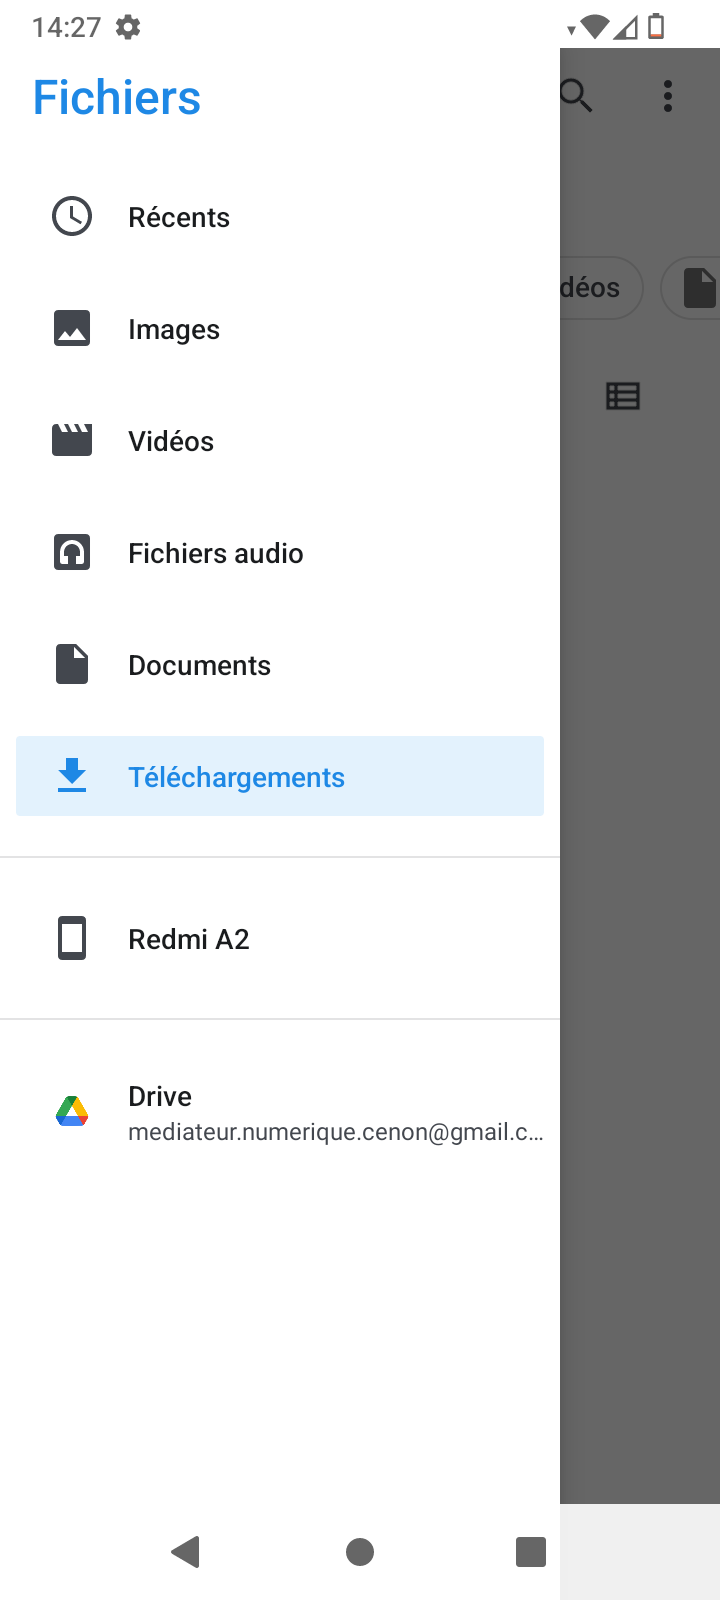 14:27
Fichiers
Récents
Images
déos
Vidéos
Fichiers audio
Documents
Téléchargements
Redmi A2
Drive
mediateur.numerique.cenon@gmail.c...